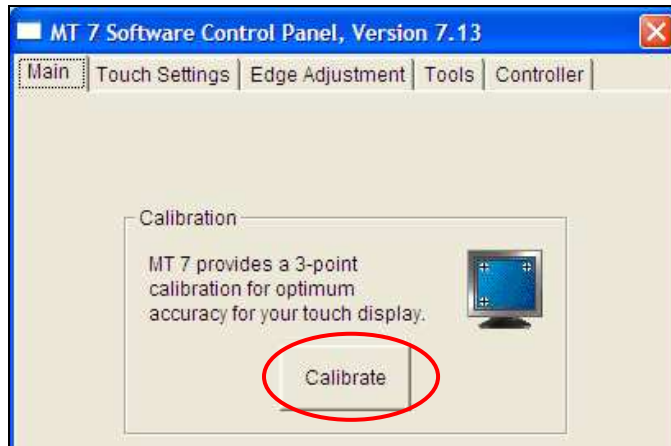 MT 7 Software Control Panel, Version 7.13
Main Touch Settings Edge Adjustment Tools Controller
Calibration
MT 7 provides a 3-point
calibration for optimum
accuracy for your touch display.
Calibrate